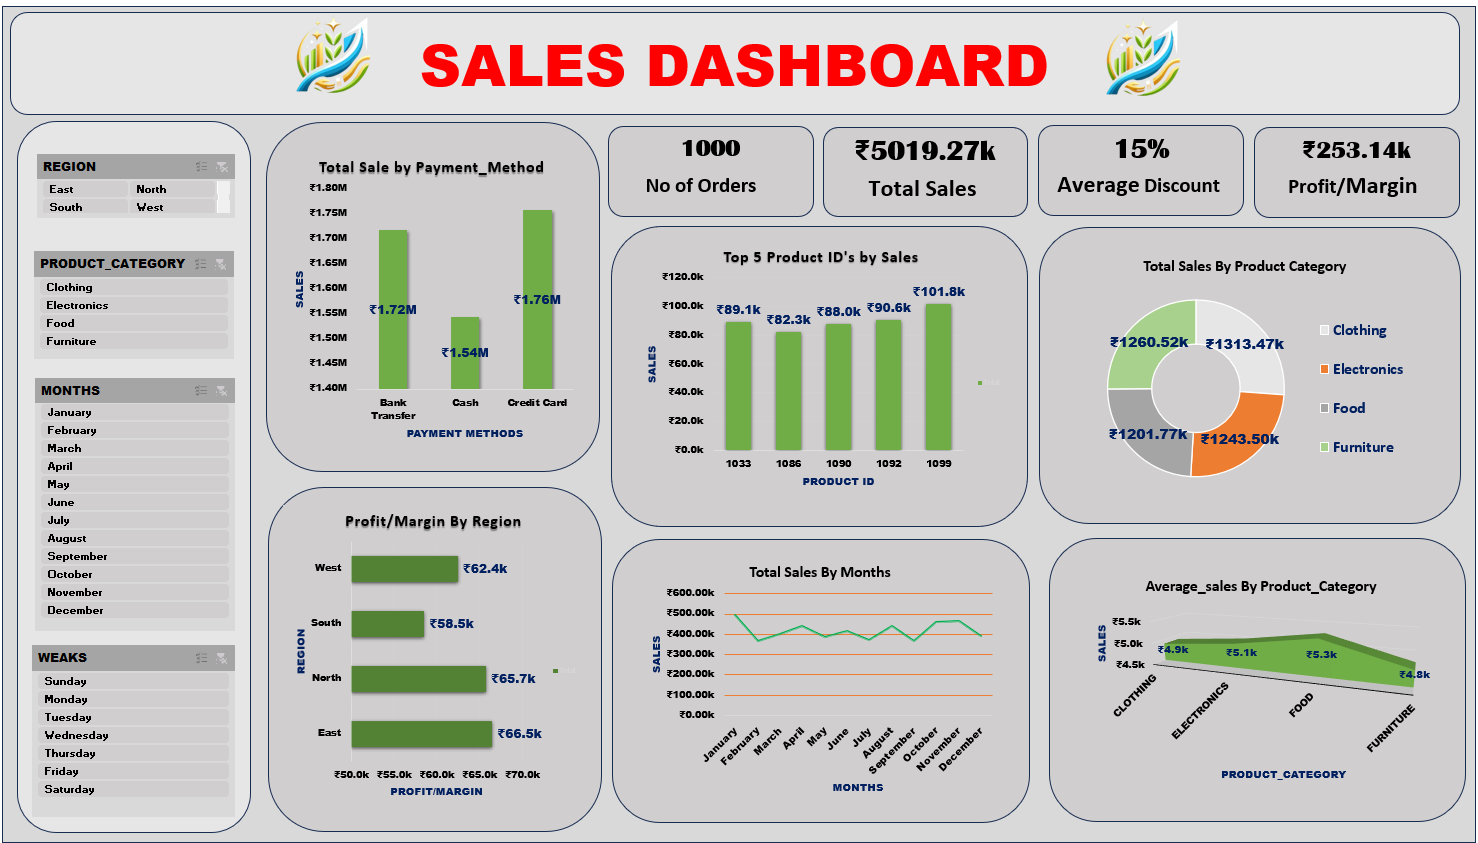 SALES DASHBOARD
REGION
East
North
South
West
PRODUCT_CATEGORY
Clothing
Electronics
Food
Furniture
MONTHS
January
February
March
April
May
June
July
August
September
October
November
December
WEAKS
Sunday
Monday
Tuesday
Wednesday
Thursday
Friday
Saturday
Total Sale by Payment_Method
₹1.80M
₹1.75M
₹1.70M
₹1.65M
₹1.60M
₹1.55M
₹1.50M
₹1.45M
₹1.40M
SALES
₹1.72M
₹1.54M
₹1.76M
Bank
Transfer
Cash
Credit Card
PAYMENT METHODS
Profit/Margin By Region
REGION
West
₹62.4k
South
₹58.5k
North
₹65.7k
East
₹66.5k
₹50.0k ₹55.0k ₹60.0k ₹65.0k ₹70.0k
PROFIT/MARGIN
1000
No of Orders
₹5019.27k
Total Sales
15%
Average Discount
₹253.14k
Profit/Margin
Top 5 Product ID's by Sales
₹120.0k
₹100.0k
₹80.0k
₹60.0k
₹40.0k
₹20.0k
₹0.0k
SALES
₹89.1k
₹82.3k
₹88.0k
₹90.6k
₹101.8k
1033 1086 1090 1092 1099
PRODUCT ID
Total Sales By Product Category
₹1260.52k
₹1313.47k
₹1201.77k
₹1243.50k
Clothing
Electronics
Food
Furniture
Total Sales By Months
₹600.00k
₹500.00k
₹400.00k
₹300.00k
₹200.00k
₹100.00k
₹0.00k
SALES
January
February
March
April
May
June
July
August
September
October
November
December
MONTHS
Average_sales By Product_Category
₹5.5k
₹5.0k
₹4.5k
SALES
₹4.9k
₹5.1k
₹5.3k
₹4.8k
CLOTHING
ELECTRONICS
FOOD
FURNITURE
PRODUCT_CATEGORY